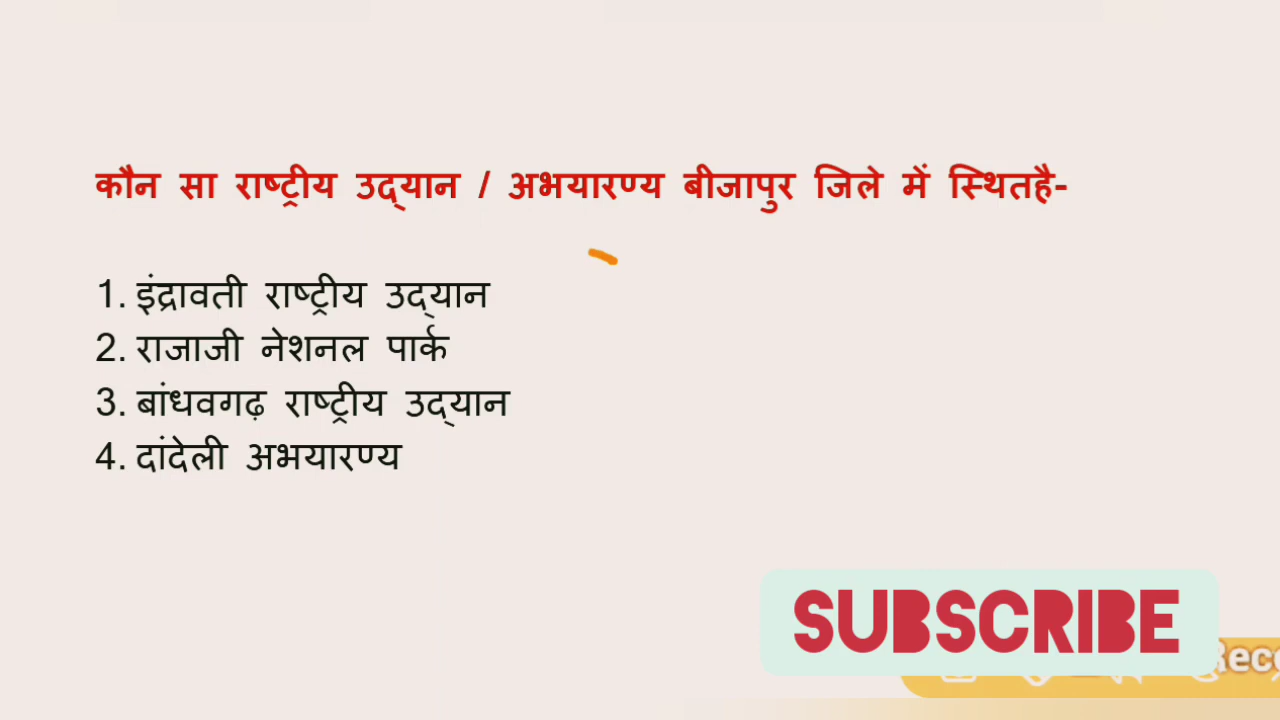 कौन सा राष्ट्रीय उद्यान / अभयारण्य बीजापुर जिले में स्थितहै-
1. इंद्रावती राष्ट्रीय उद्यान
2. राजाजी नेशनल पार्क
3. बांधवगढ़ राष्ट्रीय उद्यान
4. दांदेली अभयारण्य
SUBSCRIBE